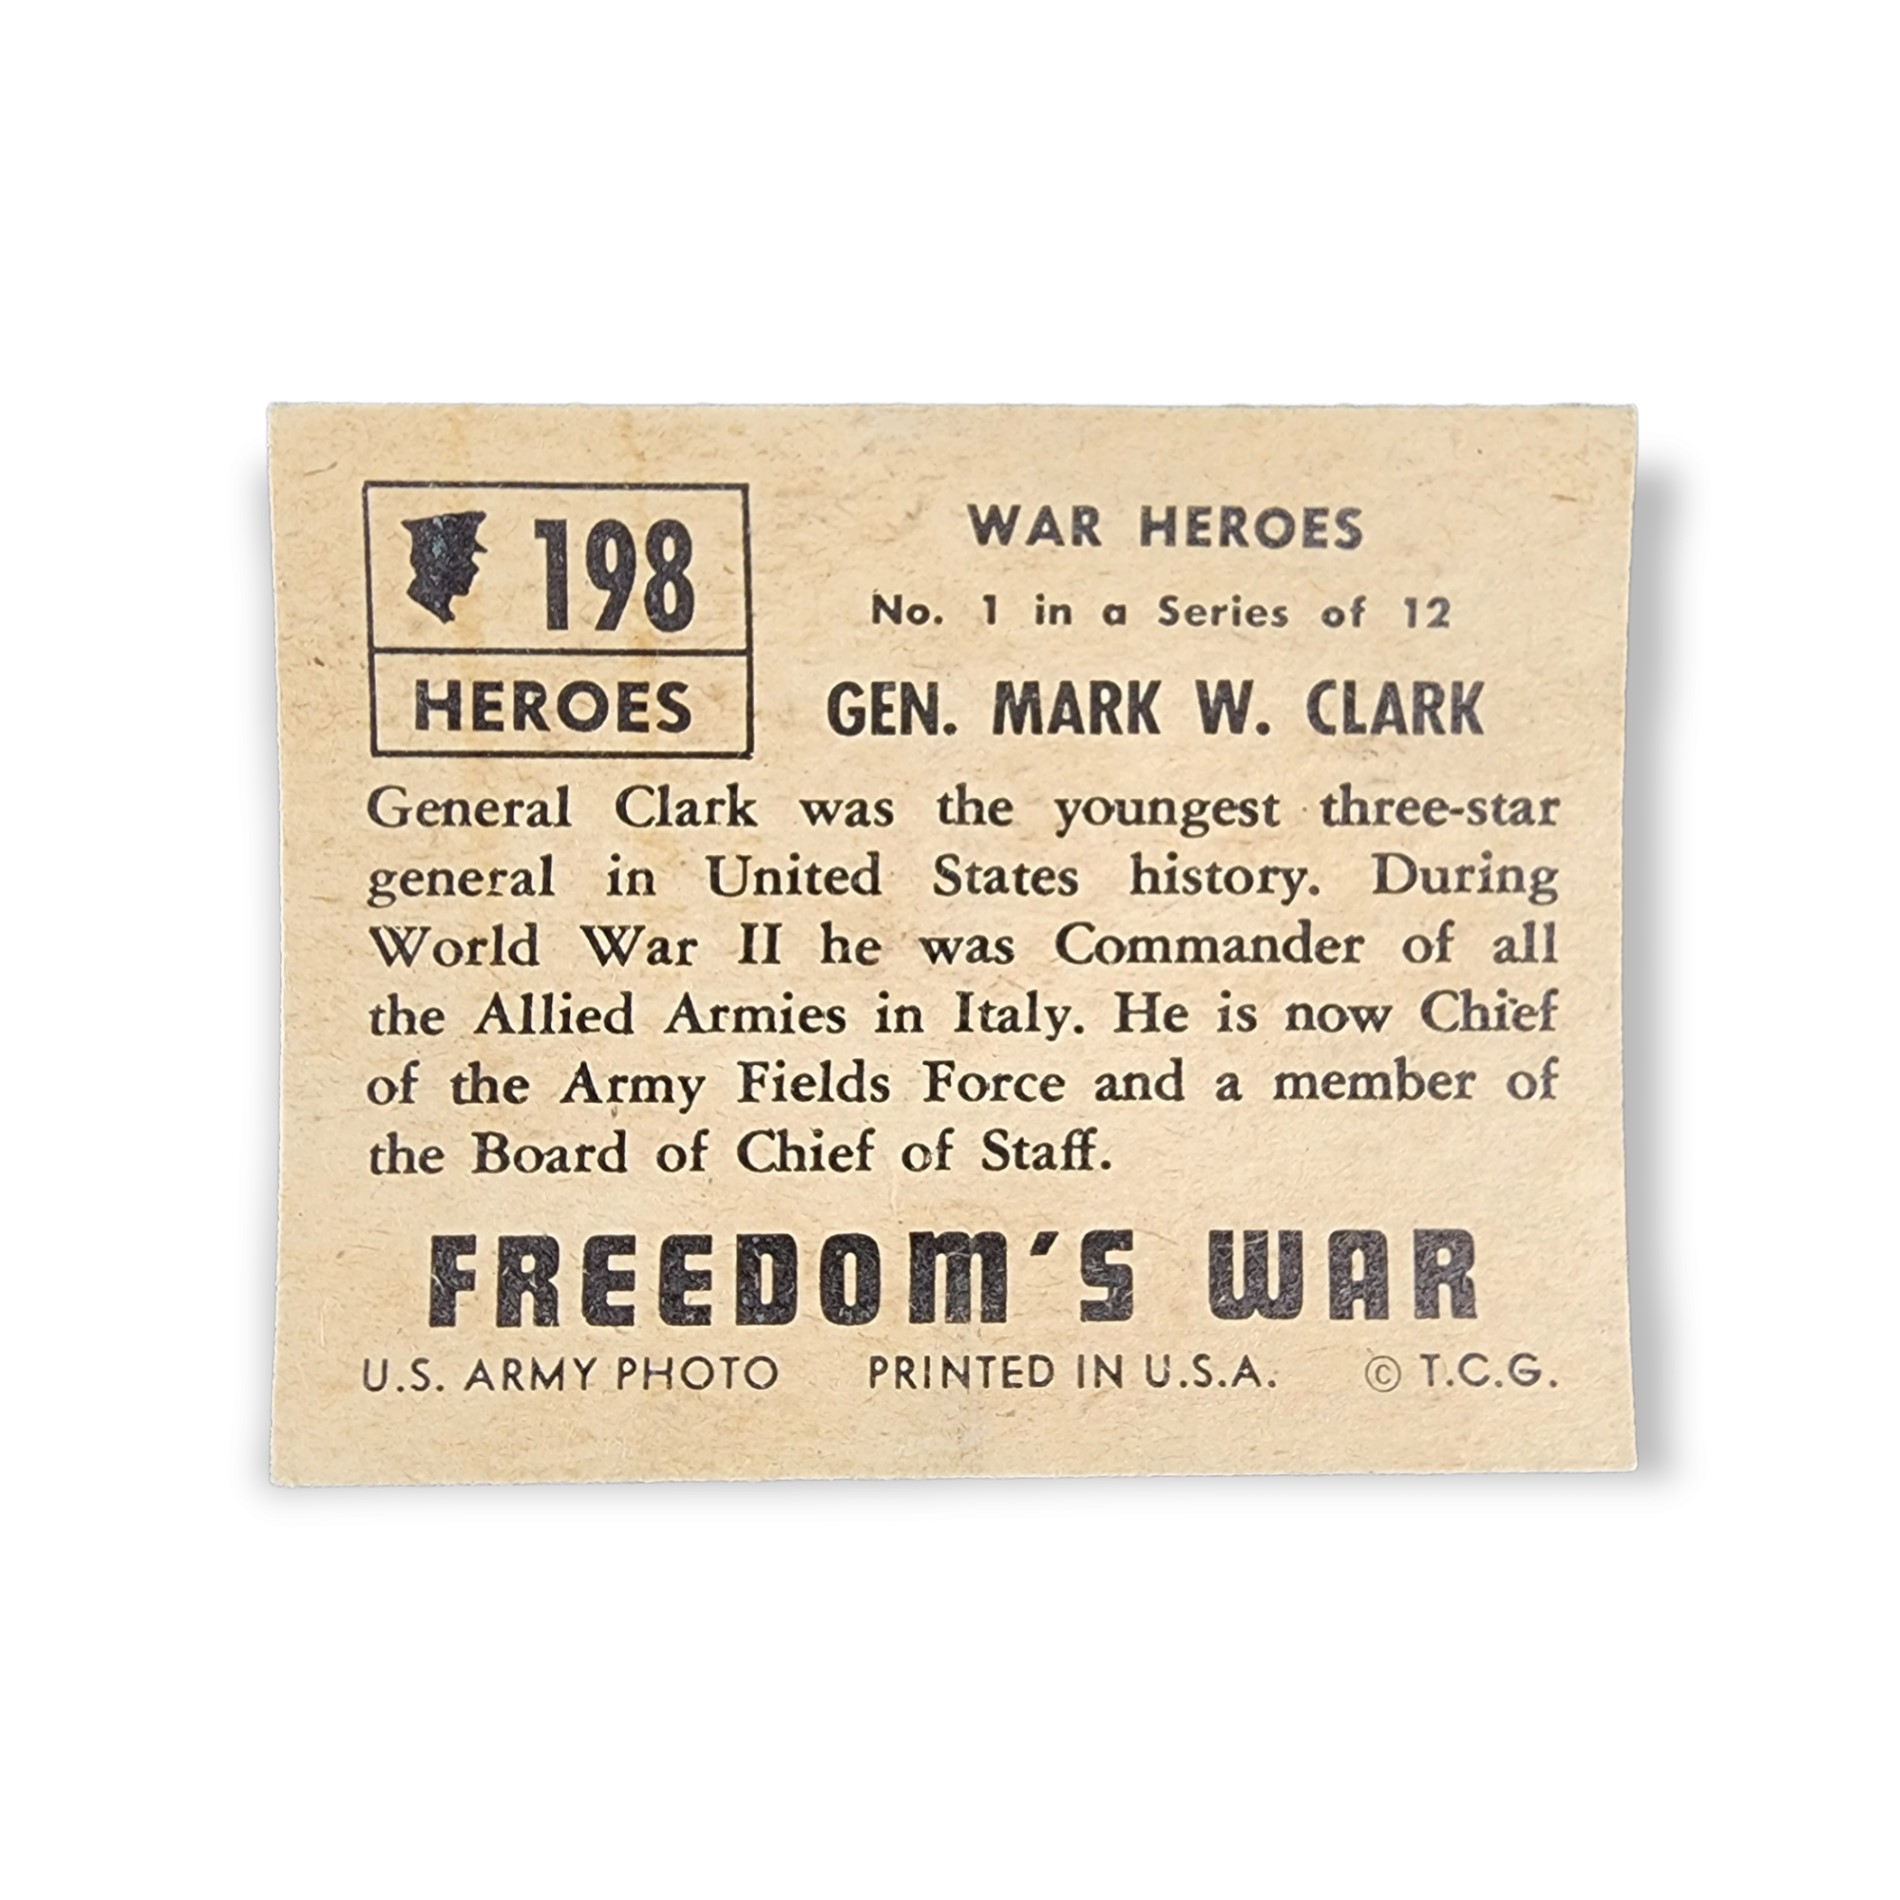 198
HEROES
WAR HEROES
No. 1 in a Series of 12
GEN. MARK W. CLARK
General Clark was the youngest three-star
general in United States history. During
World War II he was Commander of all
the Allied Armies in Italy. He is now Chief
of the Army Fields Force and a member of
the Board of Chief of Staff.
FREEDOM'S WAR
U.S. ARMY PHOTO PRINTED IN U.S.A. © T.C.G.